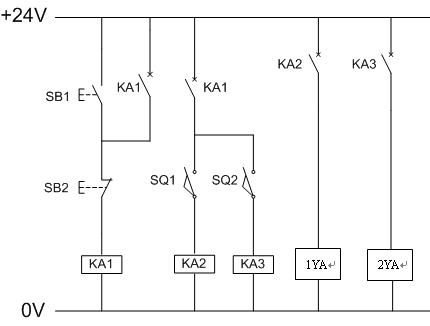 +24V
KA2
KA3
SB1
KA1
KA1
SB2
SQ1
SQ2
KA1
KA2
KA3
1YA↵
2YA↵
0V